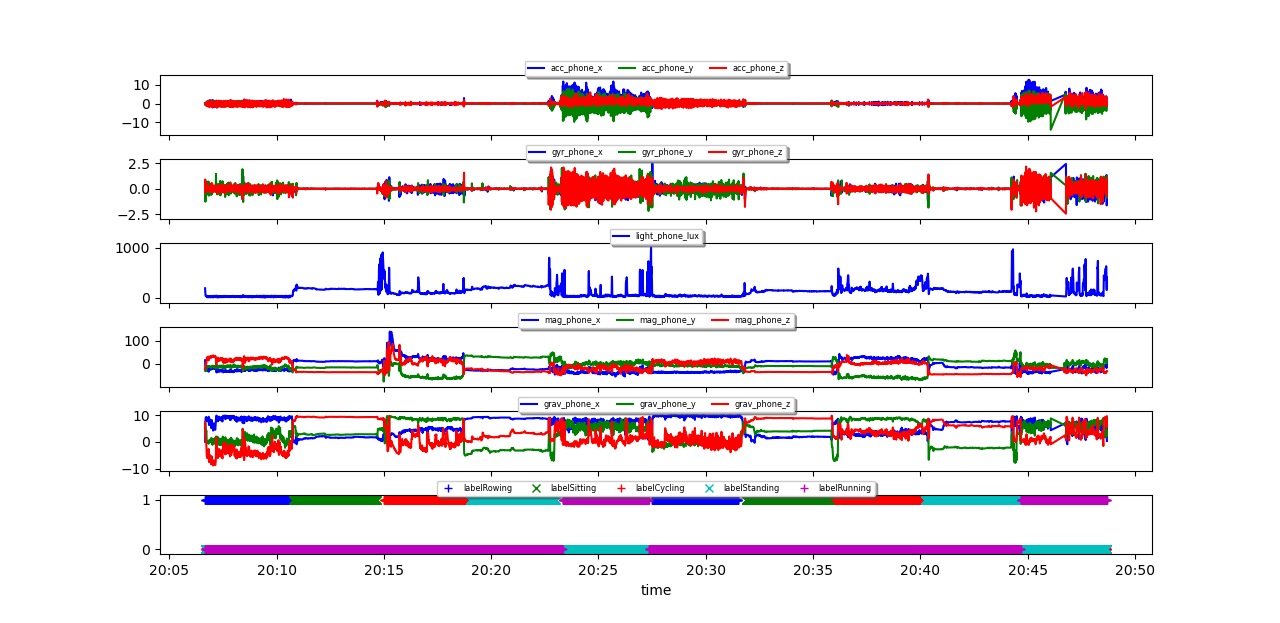 acc_phone_x acc_phone_y acc_phone_z
10
0
−10
gyr_phone_x gyr_phone_y gyr_phone_z
2.5
0.0
−2.5
light_phone_lux
1000
0
mag_phone_x mag_phone_y mag_phone_z
100
0
grav_phone_x grav_phone_y grav_phone_z
10
0
−10
labelRowing labelSitting labelCycling labelStanding labelRunning
1
0
20:05 20:10 20:15 20:20 20:25 20:30 20:35 20:40 20:45 20:50
time